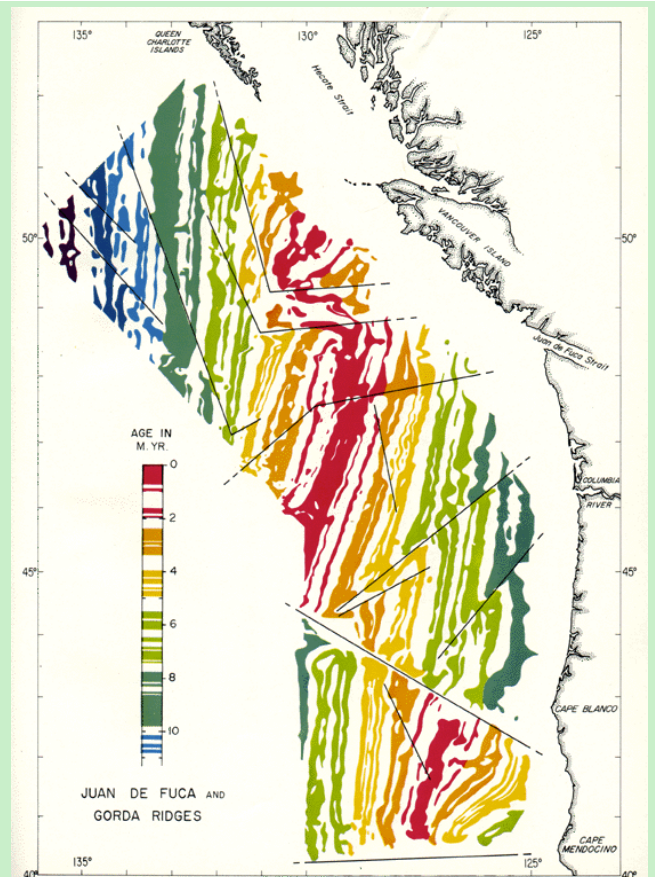 135°
130°
125°
QUEEN
CHARLOTTE
ISLANDS
Hecate Strait
50°
50°
VANCOUVER ISLAND
Juan de Fuca Strait
AGE IN
M. YR.
0
2
4
6
8
10
COLUMBIA
RIVER
45°
45°
CAPE BLANCO
JUAN DE FUCA AND
GORDA RIDGES
CAPE
MENDOCINO
40°
135°
125°
40°